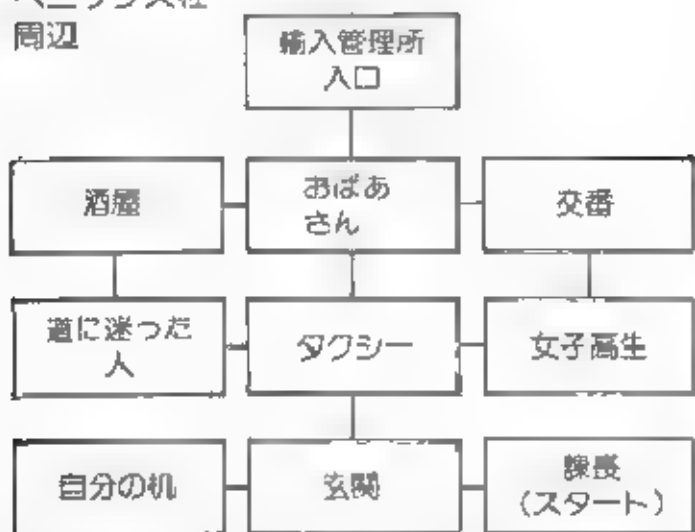 周辺
輸入管理所
入口
酒屋
おばあ
さん
交番
道に迷った
人
タクシー
女子高生
自分の机
玄関
課長
(スタート)